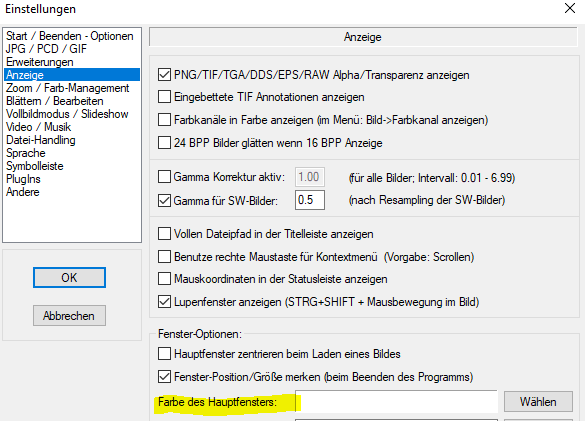 Einstellungen
Start / Beenden - Optionen
JPG / PCD / GIF
Erweiterungen
Anzeige
Zoom / Farb-Management
Blättern / Bearbeiten
Vollbildmodus / Slideshow
Video / Musik
Datei-Handling
Sprache
Symbolleiste
PlugIns
Andere
OK
Abbrechen
Anzeige
PNG/TIF/TGA/DDS/EPS/RAW Alpha/Transparenz anzeigen
Eingebettete TIF Annotationen anzeigen
Farbkanäle in Farbe anzeigen (im Menü: Bild->Farbkanal anzeigen)
24 BPP Bilder glätten wenn 16 BPP Anzeige
Gamma Korrektur aktiv: 1.00 (für alle Bilder; Intervall: 0.01 - 6.99)
Gamma für SW-Bilder: 0.5 (nach Resampling der SW-Bilder)
Vollen Dateipfad in der Titelleiste anzeigen
Benutze rechte Maustaste für Kontextmenü (Vorgabe: Scrollen)
Mauskoordinaten in der Statusleiste anzeigen
Lupenfenster anzeigen (STRG+SHIFT + Mausbewegung im Bild)
Fenster-Optionen:
Hauptfenster zentrieren beim Laden eines Bildes
Fenster-Position/Größe merken (beim Beenden des Programms)
Farbe des Hauptfensters: Wählen